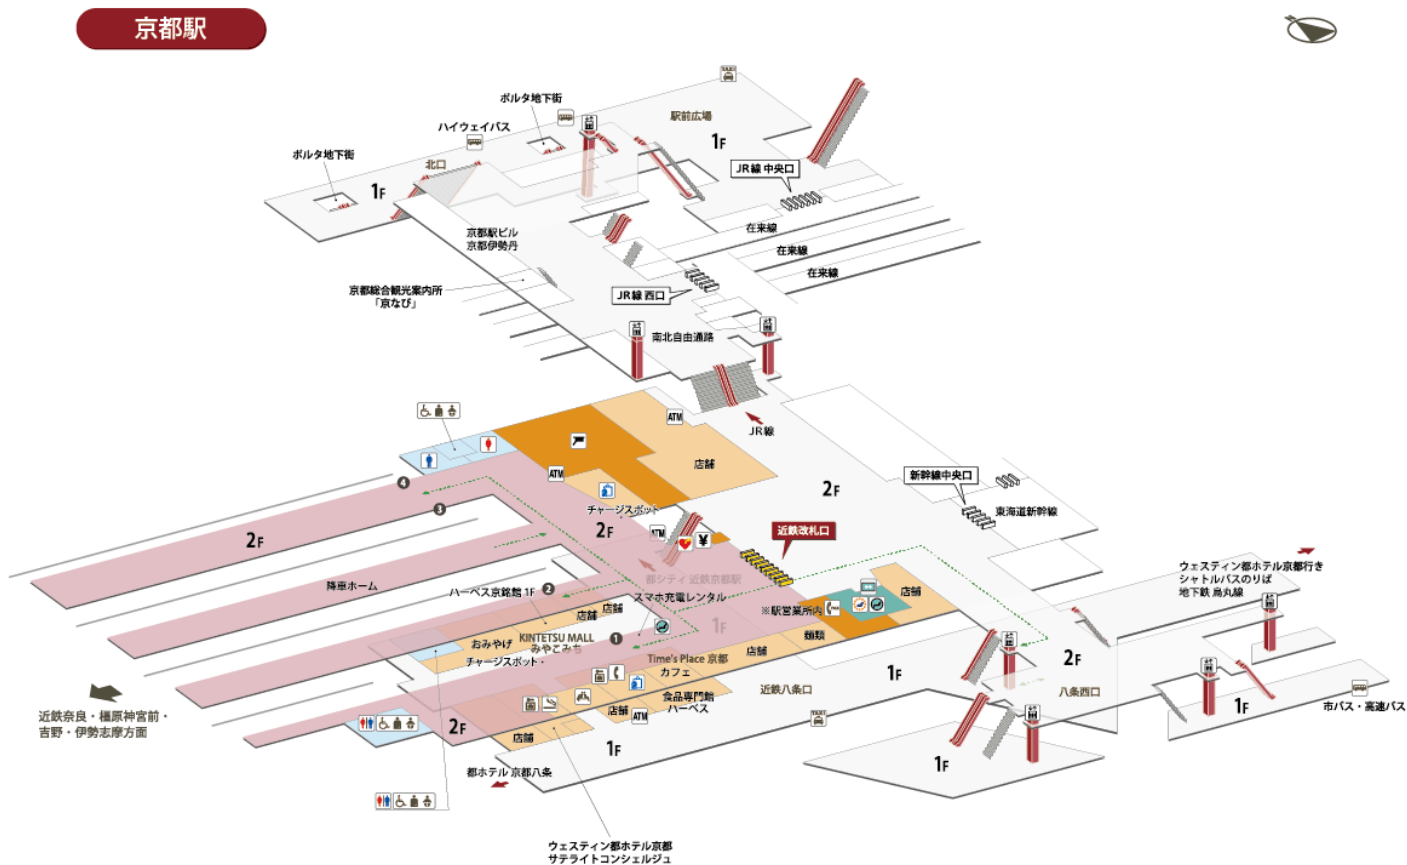 京都駅
TAXI
ポルタ地下街
駅前広場
ハイウェイバス
1F
ポルタ地下街
北口
JR線 中央口
1F
在来線
京都駅ビル
京都伊勢丹
在来線
在来線
京都総合観光案内所
「京なび」
JR線 西口
南北自由通路
ATM
JR線
店舗
新幹線中央口
ATM
4
2F
チャージスポット
3
東海道新幹線
2F
2F
ATM
¥
近鉄改札口
都シティ 近鉄京都駅
ウェスティン都ホテル京都行き
シャトルバスのりば
地下鉄 烏丸線
降車ホーム
2
ハーベス京銘館 1F
スマホ充電レンタル
店舗
店舗
店舗
※駅営業所内
1F
麺類
1
おみやげ
KINTETSU MALL
みやこみち
チャージスポット・
Time's Place 京都
カフェ
店舗
2F
1F
近鉄八条口
八条西口
食品専門館
ハーベス
店舗
ATM
近鉄奈良・橿原神宮前・
吉野・伊勢志摩方面
2F
店舗
TAXI
1F
市バス・高速バス
1F
1F
都ホテル 京都八条
ウェスティン都ホテル京都
サテライトコンシェルジュ